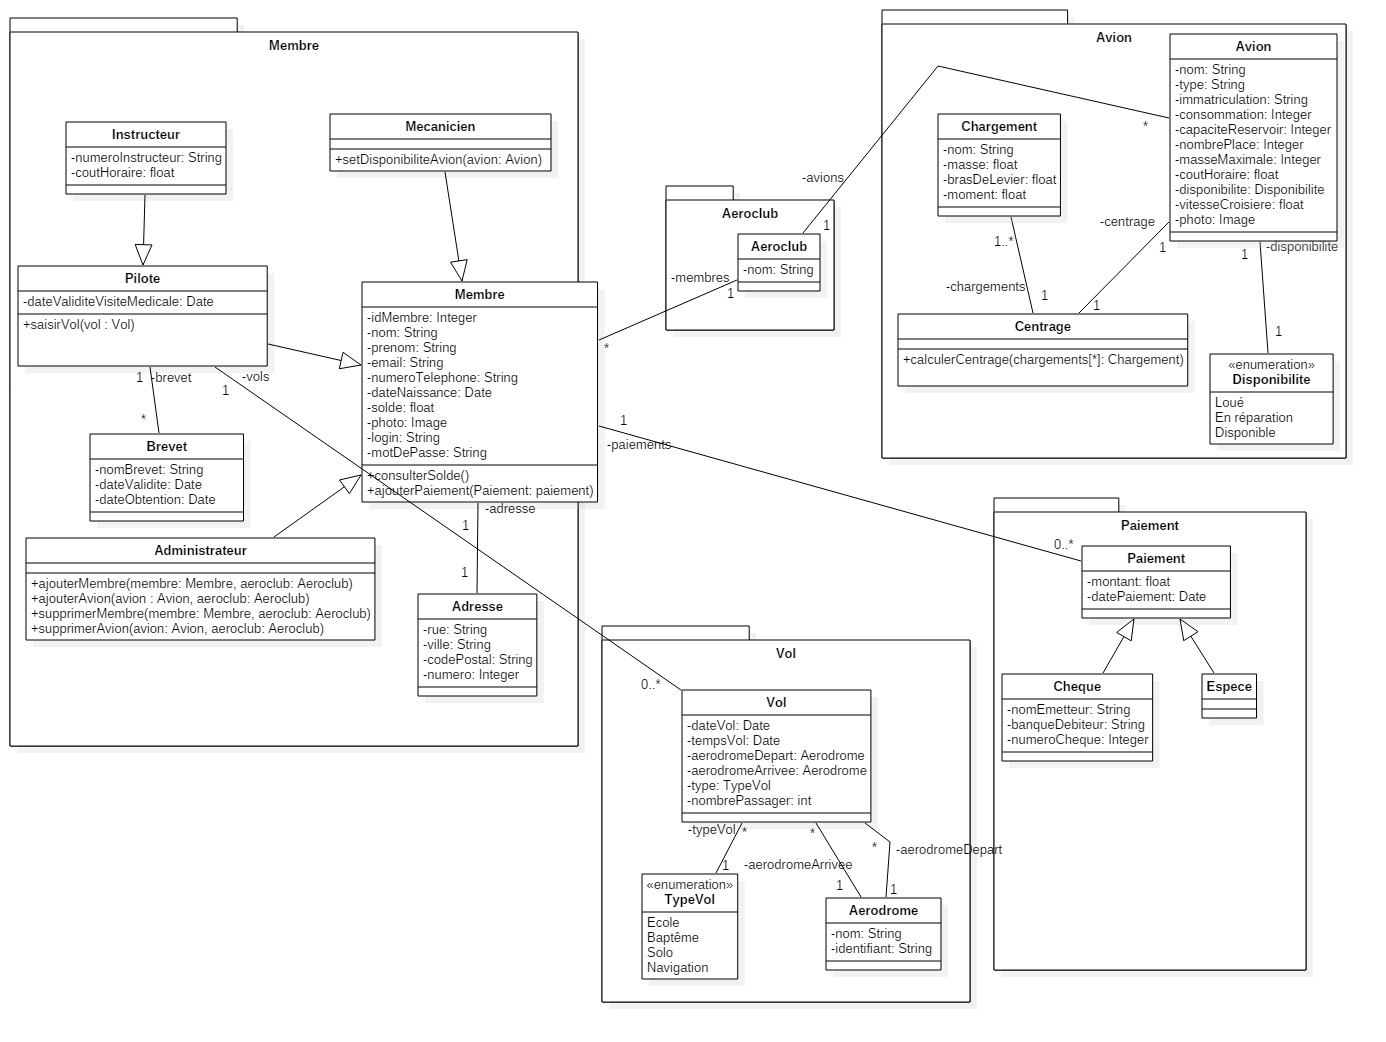 Membre
Instructeur
-numeroInstructeur: String
-coutHoraire: float
Mecanicien
+setDisponibiliteAvion(avion: Avion)
Pilote
-dateValiditeVisiteMedicale: Date
+saisirVol(vol : Vol)
Membre
-idMembre: Integer
-nom: String
-prenom: String
-email: String
-numeroTelephone: String
-dateNaissance: Date
-solde: float
-photo: Image
-login: String
-motDePasse: String
+consulterSolde()
+ajouterPaiement(Paiement: paiement)
1
-brevet
*
-vols
1
Brevet
-nomBrevet: String
-dateValidite: Date
-dateObtention: Date
Administrateur
+ajouterMembre(membre: Membre, aeroclub: Aeroclub)
+ajouterAvion(avion : Avion, aeroclub: Aeroclub)
+supprimerMembre(membre: Membre, aeroclub: Aeroclub)
+supprimerAvion(avion: Avion, aeroclub: Aeroclub)
-adresse
1
1
Adresse
-rue: String
-ville: String
-codePostal: String
-numero: Integer
Aeroclub
Aeroclub
-nom: String
-avions
1
-membres
1
*
1
-paiements
0..*
Avion
Avion
-nom: String
-type: String
-immatriculation: String
-consommation: Integer
-capaciteReservoir: Integer
-nombrePlace: Integer
-masseMaximale: Integer
-coutHoraire: float
-disponibilite: Disponibilite
-vitesseCroisiere: float
-photo: Image
*
Chargement
-nom: String
-masse: float
-brasDeLevier: float
-moment: float
1..*
-chargements
1
-centrage
1
1
Centrage
+calculerCentrage(chargements[*]: Chargement)
-disponibilite
1
1
«enumeration»
Disponibilite
Loué
En réparation
Disponible
Paiement
Paiement
-montant: float
-datePaiement: Date
Cheque
-nomEmetteur: String
-banqueDebiteur: String
-numeroCheque: Integer
Espece
Vol
0..*
Vol
-dateVol: Date
-tempsVol: Date
-aerodromeDepart: Aerodrome
-aerodromeArrivee: Aerodrome
-type: TypeVol
-nombrePassager: int
-typeVol
*
1
*
-aerodromeArrivee
1
*
-aerodromeDepart
1
«enumeration»
TypeVol
Ecole
Baptême
Solo
Navigation
Aerodrome
-nom: String
-identifiant: String